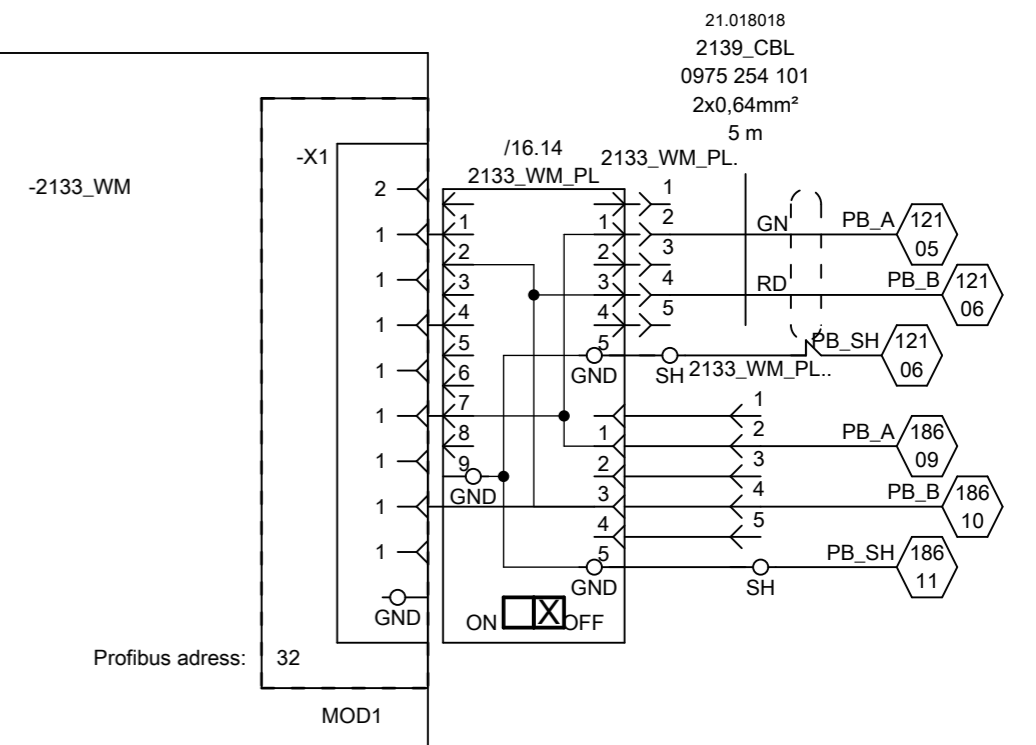 21.018018
2139_CBL
0975 254 101
2x0,64mm²
5 m
/16.14
2133_WM_PL.
2133_WM_PL
-X1
-2133_WM
2
1
1
1
1
1
1
1
1
GND
1
2
3
4
5
6
7
8
9
GND
1
2
3
4
5
GND
1
2
3
4
5
GND
1
2
3
4
5
SH
2133_WM_PL..
1
2
3
4
5
SH
GN
PB_A
121
05
RD
PB_B
121
06
PB_SH
121
06
PB_A
186
09
PB_B
186
10
PB_SH
186
11
ON
X
OFF
Profibus adress: 32
MOD1